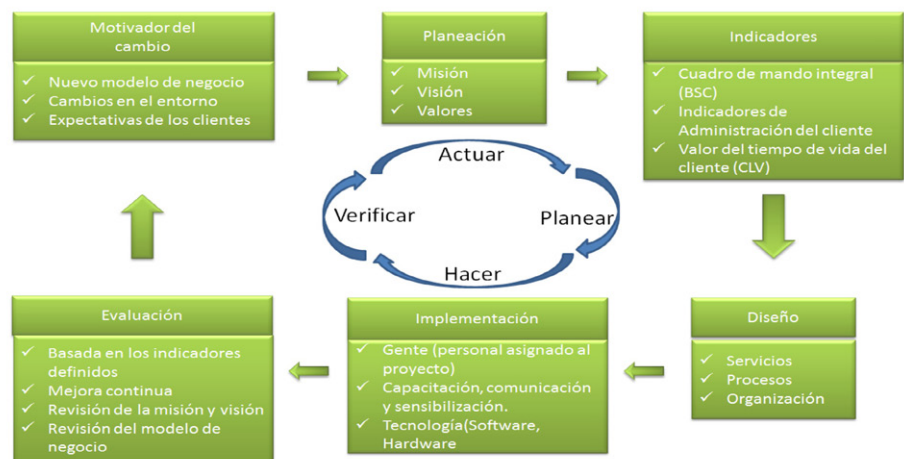 Motivador del
cambio
✓ Nuevo modelo de negocio
✓ Cambios en el entorno
✓ Expectativas de los clientes
Planeación
✓ Misión
✓ Visión
✓ Valores
Indicadores
✓ Cuadro de mando integral
(BSC)
✓ Indicadores de
Administración del cliente
✓ Valor del tiempo de vida del
cliente (CLV)
Actuar
Planear
Hacer
Verificar
Diseño
✓ Servicios
✓ Procesos
✓ Organización
Implementación
✓ Gente (personal asignado al
proyecto)
✓ Capacitación, comunicación
y sensibilización.
✓ Tecnología(Software,
Hardware
Evaluación
✓ Basada en los indicadores
definidos
✓ Mejora continua
✓ Revisión de la misión y visión
✓ Revisión del modelo de
negocio